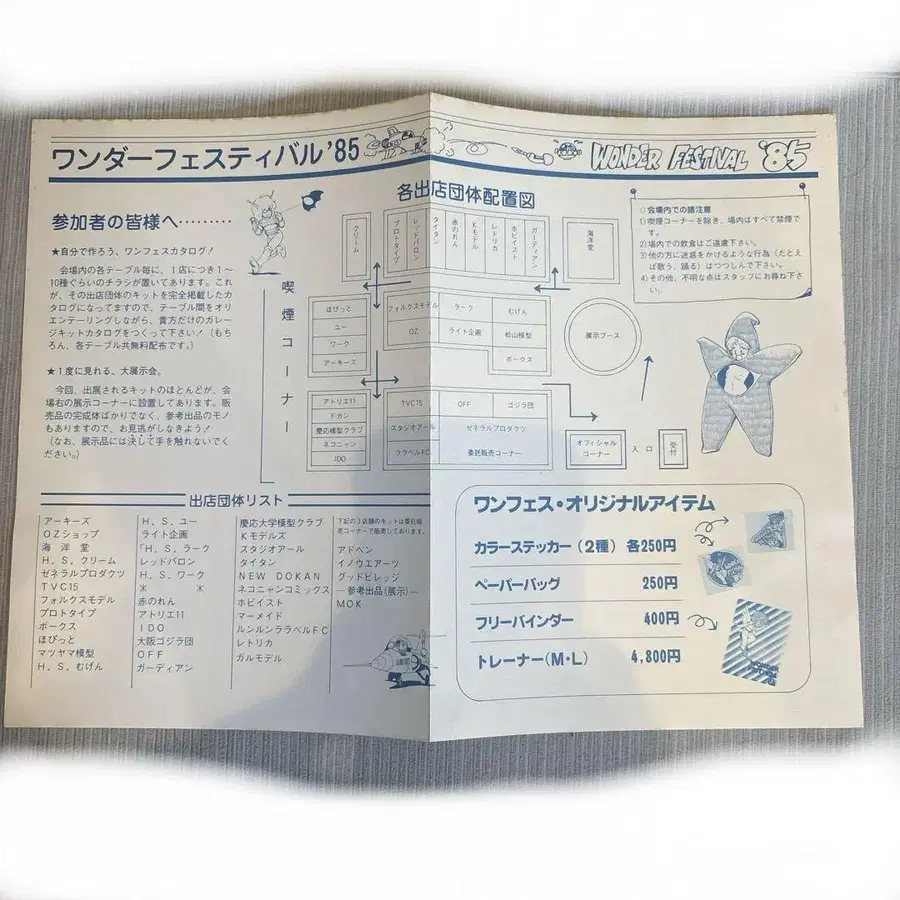 ワンダーフェスティバル'85
WONDER FESTIVAL '85
参加者の皆様へ………
★自分で作ろう、ワンフェスカタログ!
会場内の各テーブル毎に、1店につき1〜
10種ぐらいのチラシが置いてあります。これ
が、その出店団体のキットを完全掲載したカ
タログになってますので、テーブル間をオリ
エンテーリングしながら、貴方だけのガレー
ジキットカタログをつくって下さい!(もち
ろん、各テーブル共無料配布です。)
★1度に見れる、大展示会。
今回、出展されるキットのほとんどが、会
場右の展示コーナーに設置してあります。販
売品の完成体ばかりでなく、参考出品のモノ
もありますので、お見逃がしなきよう!
(なお、展示品には決して手を触れないでく
ださい。)
各出店団体配置図
喫煙コーナー
クリーム
プロトタイプ
レッドバロン
タイタン
赤のれん
Kモデル
レトリカ
ホビイスト
ガーディアン
海洋堂
ほびっと
ユー
ワーク
アーキーズ
フォルクスモデル
ラーク
むげん
OZ
ライト企画
松山模型
ボークス
展示ブース
アトリエ11
ドカン
慶応模型クラブ
ネコニャン
IDO
TVC15
OFF
ゴジラ団
スタジオアール
ゼネラルプロダクツ
ララベルFC
委託販売コーナー
オフィシャル
コーナー
入口
受付
◇会場内での諸注意
1)喫煙コーナーを除き、場内はすべて禁煙で
す。
2)場内での飲食はご遠慮下さい。
3)他の方に迷惑をかけるような行為(たとえ
ば歌う、踊る)はつつしんで下さい。
4)その他、不明な点はスタッフにお尋ね下さ
い。
出店団体リスト
アーキーズ
OZショップ
海洋堂
H.S.クリーム
ゼネラルプロダクツ
TVC15
フォルクスモデル
プロトタイプ
ボークス
ほびっと
マツヤマ模型
H.S.むげん
H.S.ユー
ライト企画
「H.S.ラーク
レッドバロン
H.S.ワーク
* *
赤のれん
アトリエ11
IDO
大阪ゴジラ団
OFF
ガーディアン
慶応大学模型クラブ
Kモデルズ
スタジオアール
タイタン
NEW DOKAN
ネコニャンコミックス
ホビイスト
マーメイド
ルンルンララベルFC
レトリカ
ガルモデル
下記の3店舗のキットは委託販
売コーナーで販売しております。
アドベン
イノウエアーツ
グッドビレッジ
—参考出品(展示)—
MOK
ワンフェス・オリジナルアイテム
カラーステッカー(2種) 各250円
ペーパーバッグ 250円
フリーバインダー 400円
トレーナー(M・L) 4,800円
WONDER
FESTIVAL